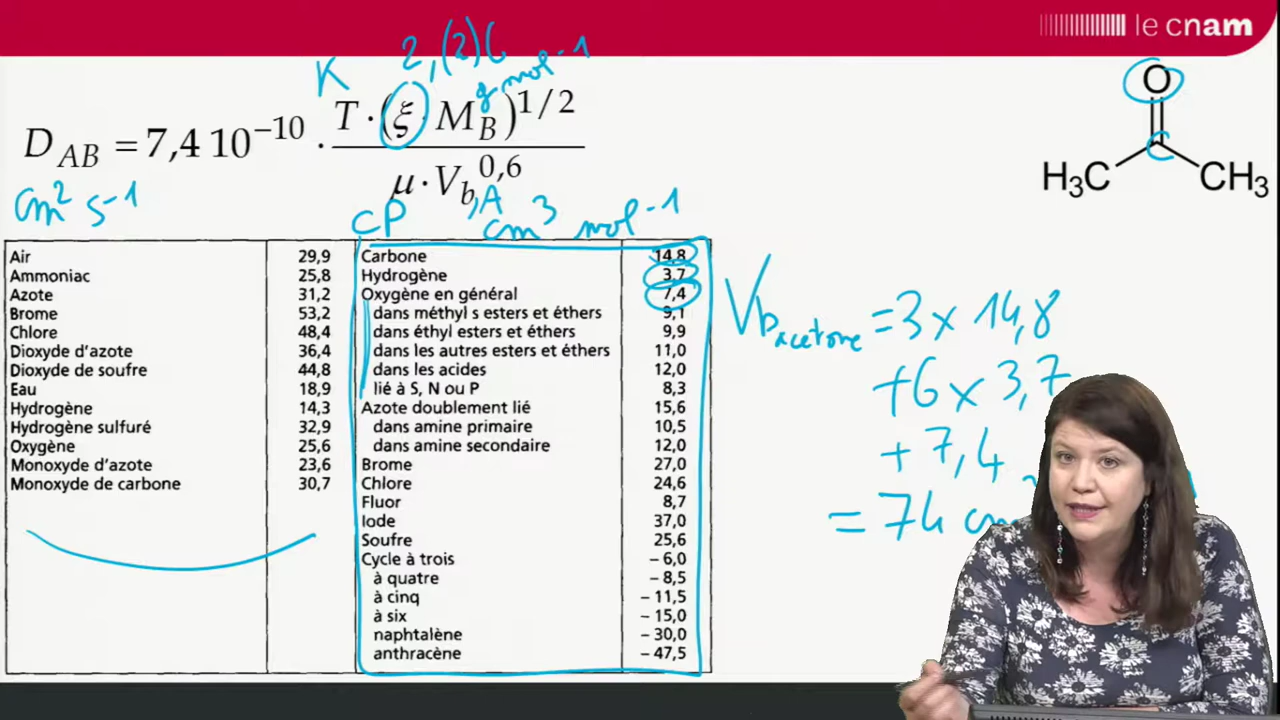 le cnam
K
2,(2)6
g mol-1
D_AB = 7,4 10^−10 · T · (ξ · M_B)^1/2 / μ · V_b^0,6
,A
cm² s-1
cP
cm3 mol-1
O
H3C CH3
Air 29,9
Ammoniac 25,8
Azote 31,2
Brome 53,2
Chlore 48,4
Dioxyde d'azote 36,4
Dioxyde de soufre 44,8
Eau 18,9
Hydrogène 14,3
Hydrogène sulfuré 32,9
Oxygène 25,6
Monoxyde d'azote 23,6
Monoxyde de carbone 30,7
Carbone 14,8
Hydrogène 3,7
Oxygène en général 7,4
dans méthyl s esters et éthers 9,1
dans éthyl esters et éthers 9,9
dans les autres esters et éthers 11,0
dans les acides 12,0
lié à S, N ou P 8,3
Azote doublement lié 15,6
dans amine primaire 10,5
dans amine secondaire 12,0
Brome 27,0
Chlore 24,6
Fluor 8,7
Iode 37,0
Soufre 25,6
Cycle à trois − 6,0
à quatre − 8,5
à cinq − 11,5
à six − 15,0
naphtalène − 30,0
anthracène − 47,5
Vb acetone = 3 x 14,8
+ 6 x 3,7
+ 7,4
= 74